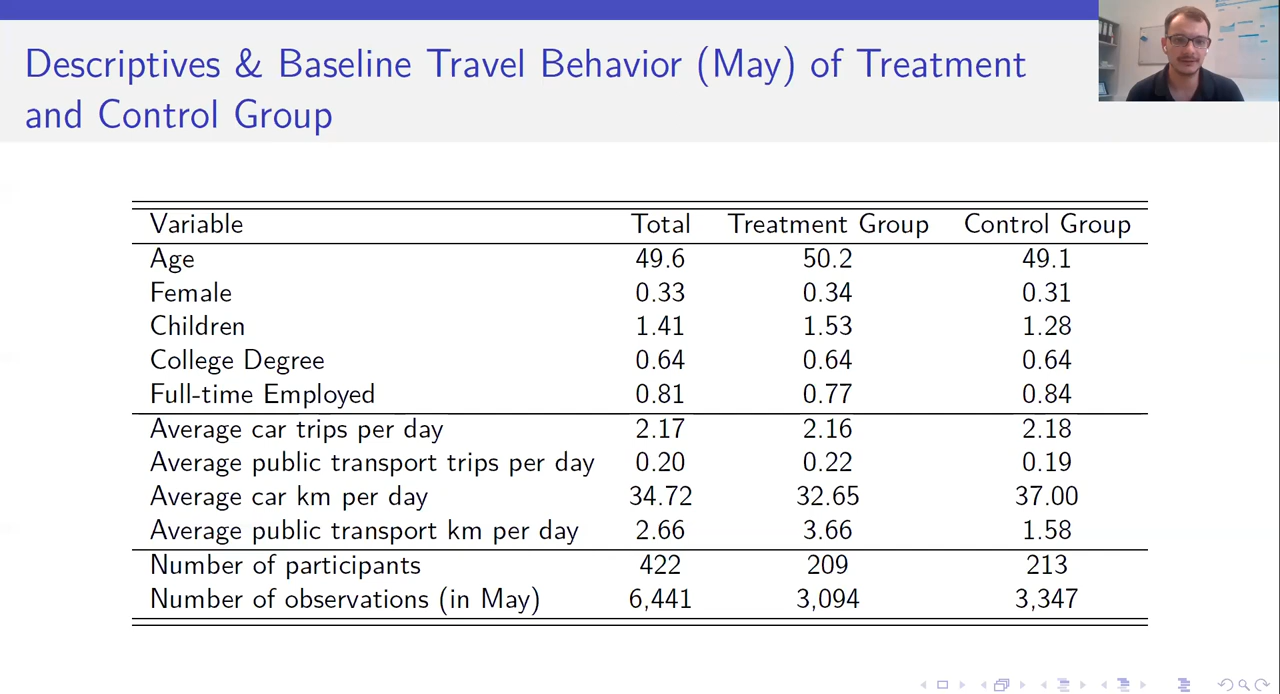 Descriptives & Baseline Travel Behavior (May) of Treatment
and Control Group
Variable Total Treatment Group Control Group
Age 49.6 50.2 49.1
Female 0.33 0.34 0.31
Children 1.41 1.53 1.28
College Degree 0.64 0.64 0.64
Full-time Employed 0.81 0.77 0.84
Average car trips per day 2.17 2.16 2.18
Average public transport trips per day 0.20 0.22 0.19
Average car km per day 34.72 32.65 37.00
Average public transport km per day 2.66 3.66 1.58
Number of participants 422 209 213
Number of observations (in May) 6,441 3,094 3,347